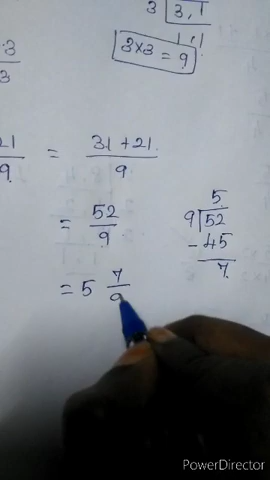 3 | 3, 1
1, 1
3×3 = 9
3
3
21/9 = 31 + 21/9
= 52/9
5
9 | 52
- 45
7
= 5 7/9
PowerDirector